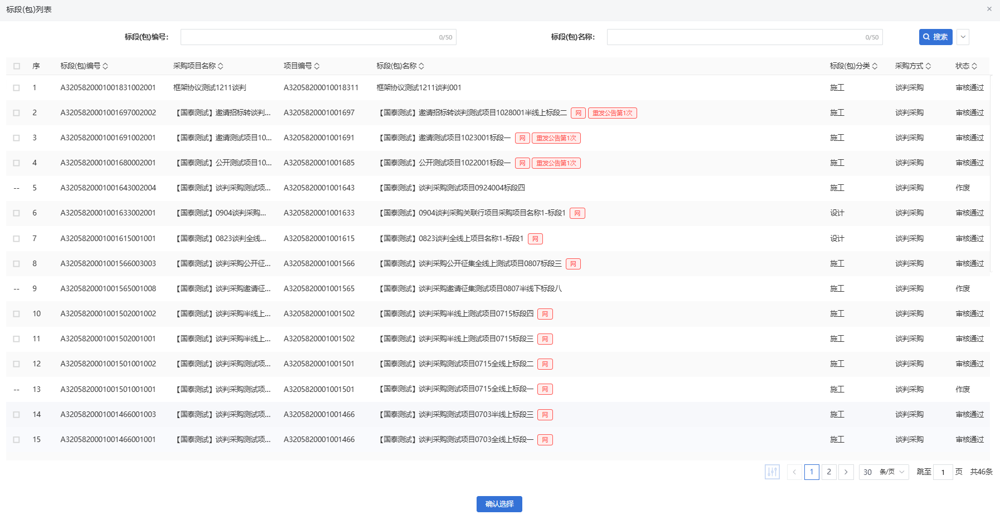 标段(包)列表
标段(包)编号: 0/50 标段(包)名称: 0/50 搜索
序 标段(包)编号 采购项目名称 项目编号 标段(包)名称 标段(包)分类 采购方式 状态
1 A3205820001001831002001 框架协议测试1211谈判 A32058200010018311 框架协议测试1211谈判001 施工 谈判采购 审核通过
2 A3205820001001697002002 【国泰测试】邀请招标转谈判... A3205820001001697 【国泰测试】邀请招标转谈判测试项目1028001半线上标段二 网 重发公告第1次 施工 谈判采购 审核通过
3 A3205820001001691002001 【国泰测试】邀请测试项目10... A3205820001001691 【国泰测试】邀请测试项目1023001标段一 网 重发公告第1次 施工 谈判采购 审核通过
4 A3205820001001680002001 【国泰测试】公开测试项目10... A3205820001001685 【国泰测试】公开测试项目1022001标段一 网 重发公告第1次 施工 谈判采购 审核通过
-- 5 A3205820001001643002004 【国泰测试】谈判采购测试项... A3205820001001643 【国泰测试】谈判采购测试项目0924004标段四 施工 谈判采购 作废
6 A3205820001001633002001 【国泰测试】0904谈判采购... A3205820001001633 【国泰测试】0904谈判采购关联行项目采购项目名称1-标段1 网 设计 谈判采购 审核通过
7 A3205820001001615001001 【国泰测试】0823谈判全线... A3205820001001615 【国泰测试】0823谈判全线上项目名称1-标段1 网 设计 谈判采购 审核通过
8 A3205820001001566003003 【国泰测试】谈判采购公开征... A3205820001001566 【国泰测试】谈判采购公开征集全线上测试项目0807标段三 网 施工 谈判采购 审核通过
-- 9 A3205820001001565001008 【国泰测试】谈判采购邀请征... A3205820001001565 【国泰测试】谈判采购邀请征集测试项目0807半线下标段八 施工 谈判采购 作废
10 A3205820001001502001002 【国泰测试】谈判采购半线上... A3205820001001502 【国泰测试】谈判采购半线上测试项目0715标段四 网 施工 谈判采购 审核通过
11 A3205820001001502001001 【国泰测试】谈判采购半线上... A3205820001001502 【国泰测试】谈判采购半线上测试项目0715标段三 网 施工 谈判采购 审核通过
12 A3205820001001501001002 【国泰测试】谈判采购测试项... A3205820001001501 【国泰测试】谈判采购测试项目0715全线上标段二 网 施工 谈判采购 审核通过
-- 13 A3205820001001501001001 【国泰测试】谈判采购测试项... A3205820001001501 【国泰测试】谈判采购测试项目0715全线上标段一 网 施工 谈判采购 作废
14 A3205820001001466001003 【国泰测试】谈判采购测试项... A3205820001001466 【国泰测试】谈判采购测试项目0703半线上标段三 网 施工 谈判采购 审核通过
15 A3205820001001466001001 【国泰测试】谈判采购测试项... A3205820001001466 【国泰测试】谈判采购测试项目0703全线上标段一 网 施工 谈判采购 审核通过
1 2 30 条/页 跳至 1 页 共46条
确认选择